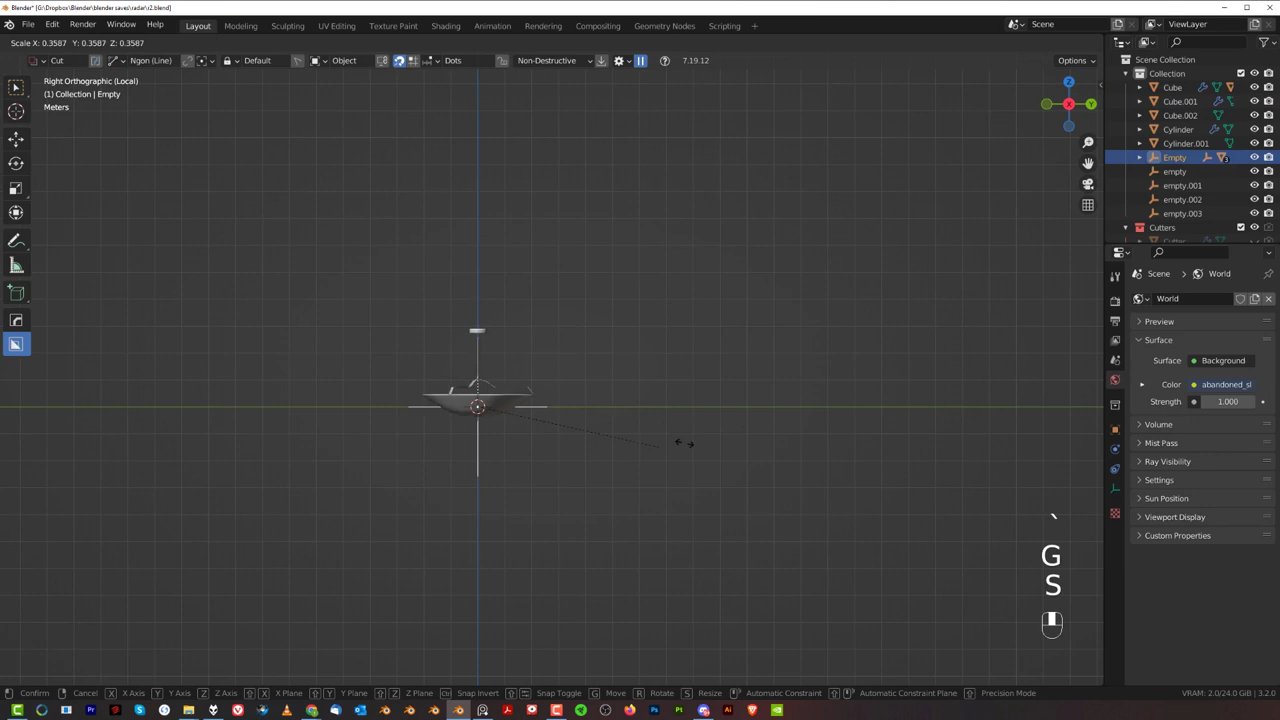 Blender* [G:\Dropbox\Blender\blender saves\radar\r2.blend]
File Edit Render Window Help Layout Modeling Sculpting UV Editing Texture Paint Shading Animation Rendering Compositing Geometry Nodes Scripting + Scene ViewLayer
Scale X: 0.3587 Y: 0.3587 Z: 0.3587
Cut Ngon (Line) Default Object Dots Non-Destructive 7.19.12 Options
Right Orthographic (Local)
(1) Collection | Empty
Meters
Z
X
Y
Scene Collection
Collection
Cube
Cube.001
Cube.002
Cylinder
Cylinder.001
Empty 3
empty
empty.001
empty.002
empty.003
Cutters
Scene World
World
Preview
Surface
Surface Background
Color abandoned_sl
Strength 1.000
Volume
Mist Pass
Ray Visibility
Settings
Sun Position
Viewport Display
Custom Properties
`
G
S
Confirm Cancel X X Axis Y Y Axis Z Z Axis X X Plane Y Y Plane Z Z Plane Ctrl Snap Invert Snap Toggle G Move R Rotate S Resize Automatic Constraint Automatic Constraint Plane Precision Mode VRAM: 2.0/24.0 GiB | 3.2.0